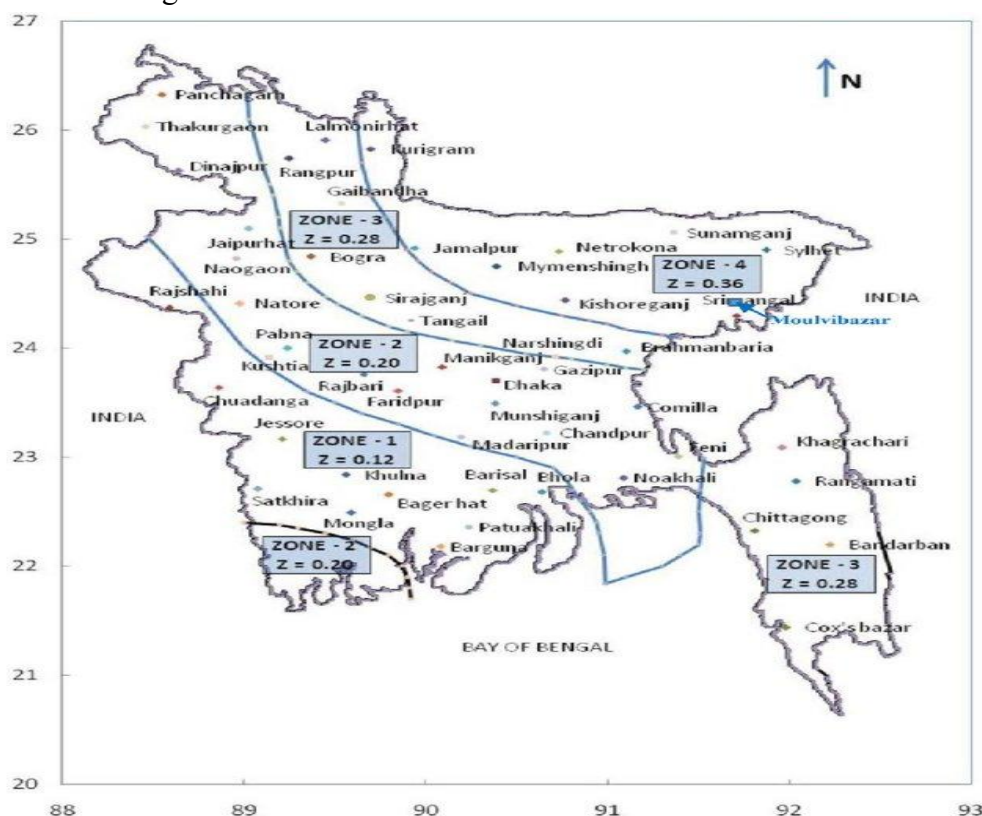 27
N
Panchagarh
26
Thakurgaon
Lalmonirhat
Kurigram
Dinajpur
Rangpur
Gaibandha
ZONE - 3
Z = 0.28
Sunamganj
25
Jaipurhat
Jamalpur
Netrokona
Sylhet
Bogra
Mymenshingh
ZONE - 4
Z = 0.36
Naogaon
Rajshahi
Natore
Sirajganj
Kishoreganj
Srimangal
INDIA
Moulvibazar
Tangail
Pabna
24
ZONE - 2
Z = 0.20
Narshingdi
Brahmanbaria
Manikganj
Gazipur
Kushtia
Rajbari
Dhaka
Chuadanga
Faridpur
INDIA
Munshiganj
Comilla
Jessore
Chandpur
Khagrachari
23
ZONE - 1
Z = 0.12
Madaripur
Feni
Khulna
Barisal
Bhola
Noakhali
Rangamati
Satkhira
Bager hat
Mongla
Patuakhali
Chittagong
ZONE - 2
Z = 0.20
Barguna
Bandarban
22
ZONE - 3
Z = 0.28
Cox's bazar
BAY OF BENGAL
21
20
88
89
90
91
92
93